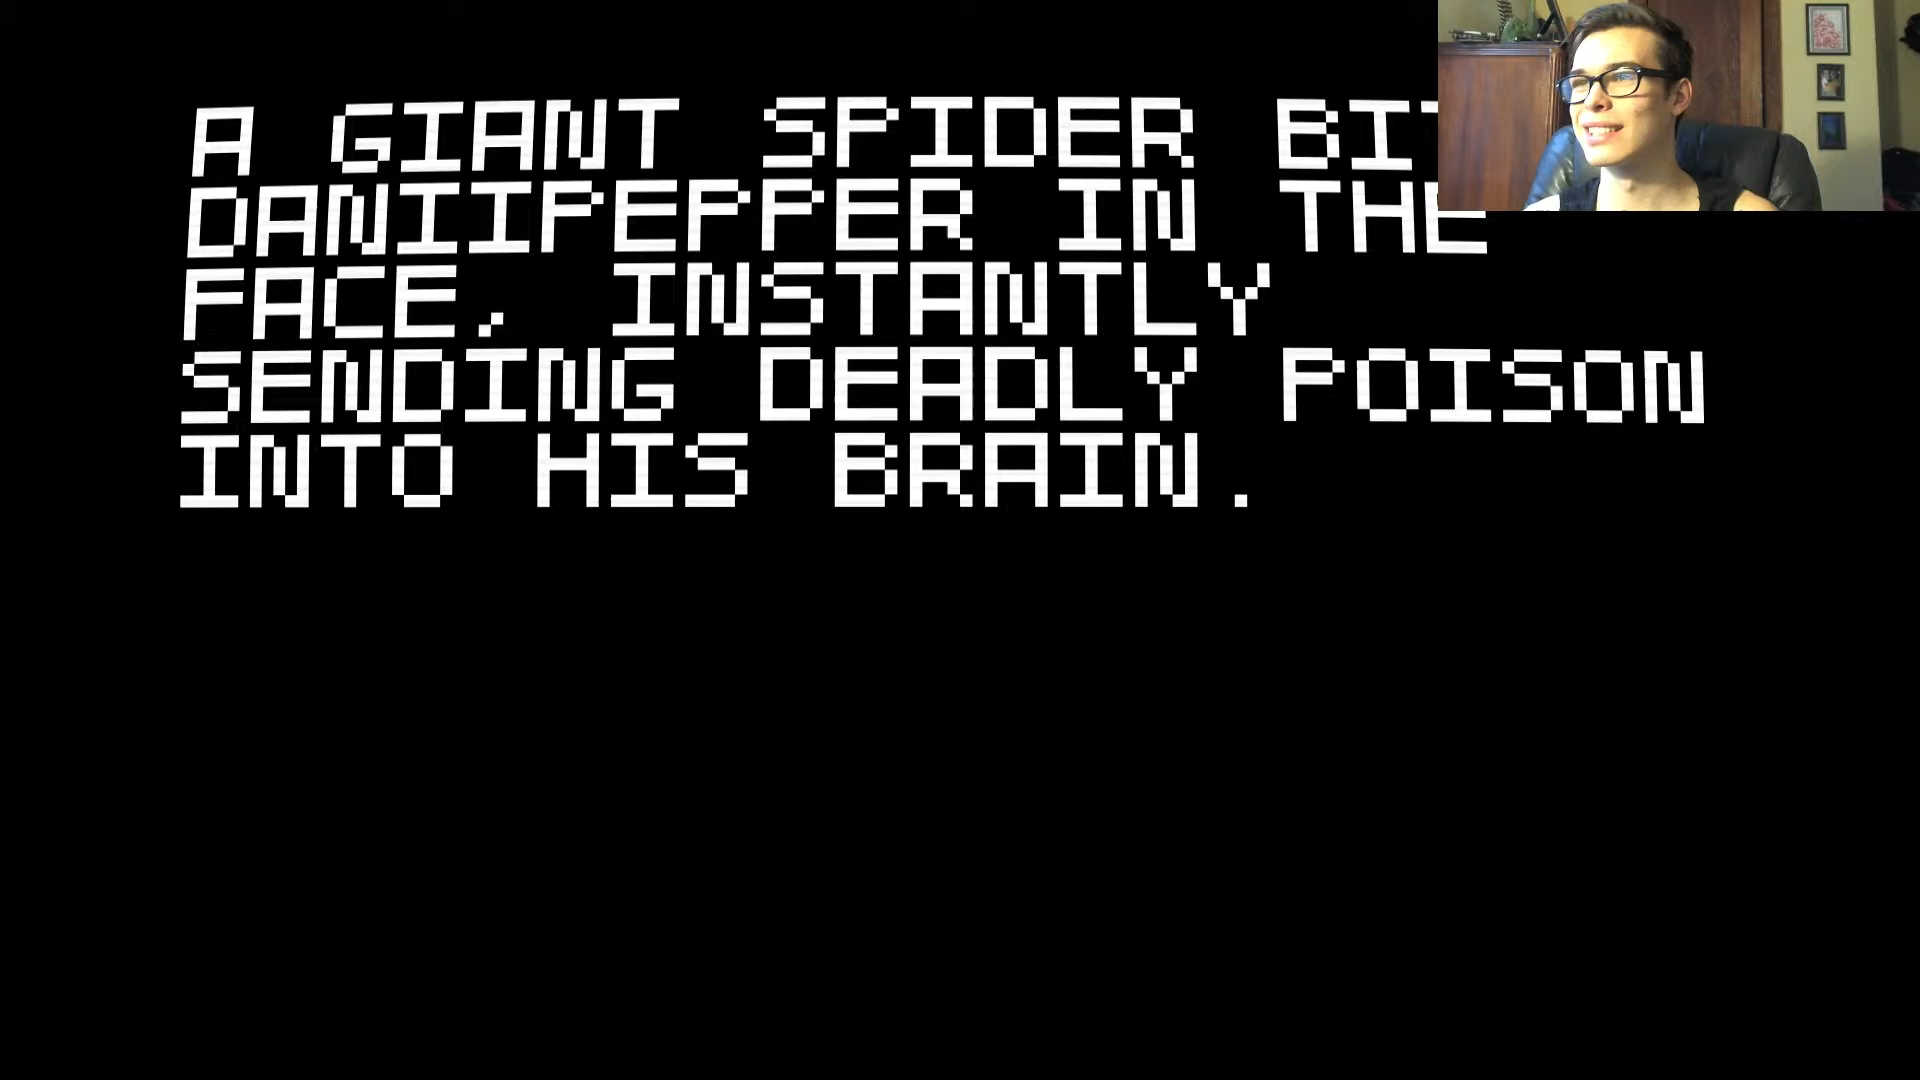 A GIANT SPIDER
DANIIPEPPER IN THE
FACE, INSTANTLY
SENDING DEADLY POISON
INTO HIS BRAIN.